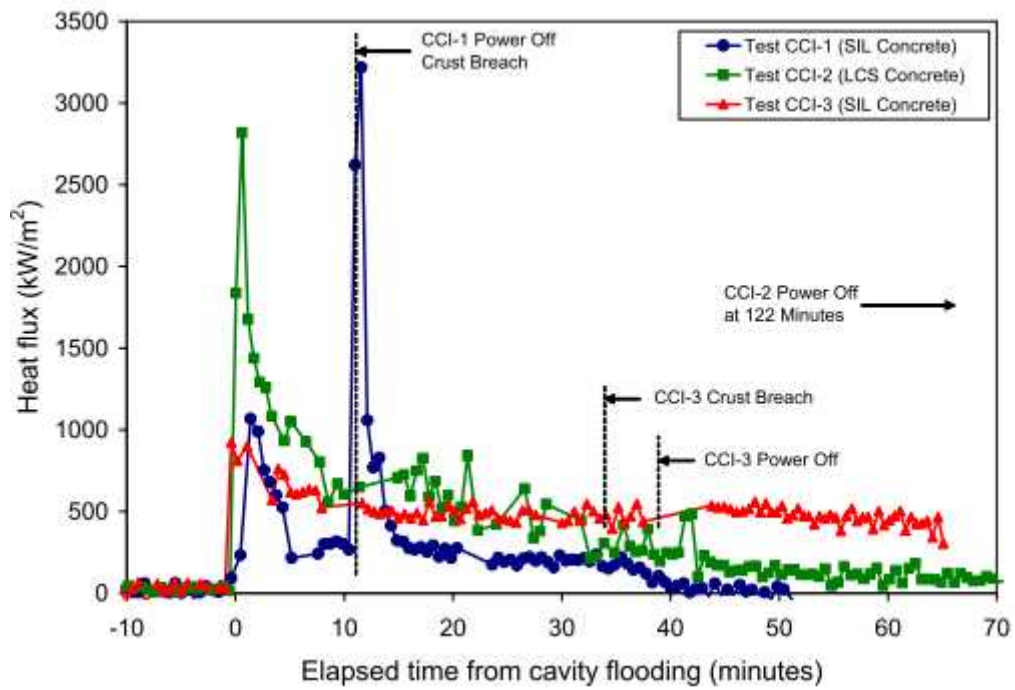 3500
3000
2500
2000
1500
1000
500
0
Heat flux (kW/m²)
CCI-1 Power Off
Crust Breach
Test CCI-1 (SIL Concrete)
Test CCI-2 (LCS Concrete)
Test CCI-3 (SIL Concrete)
CCI-2 Power Off
at 122 Minutes
CCI-3 Crust Breach
CCI-3 Power Off
-10 0 10 20 30 40 50 60 70
Elapsed time from cavity flooding (minutes)